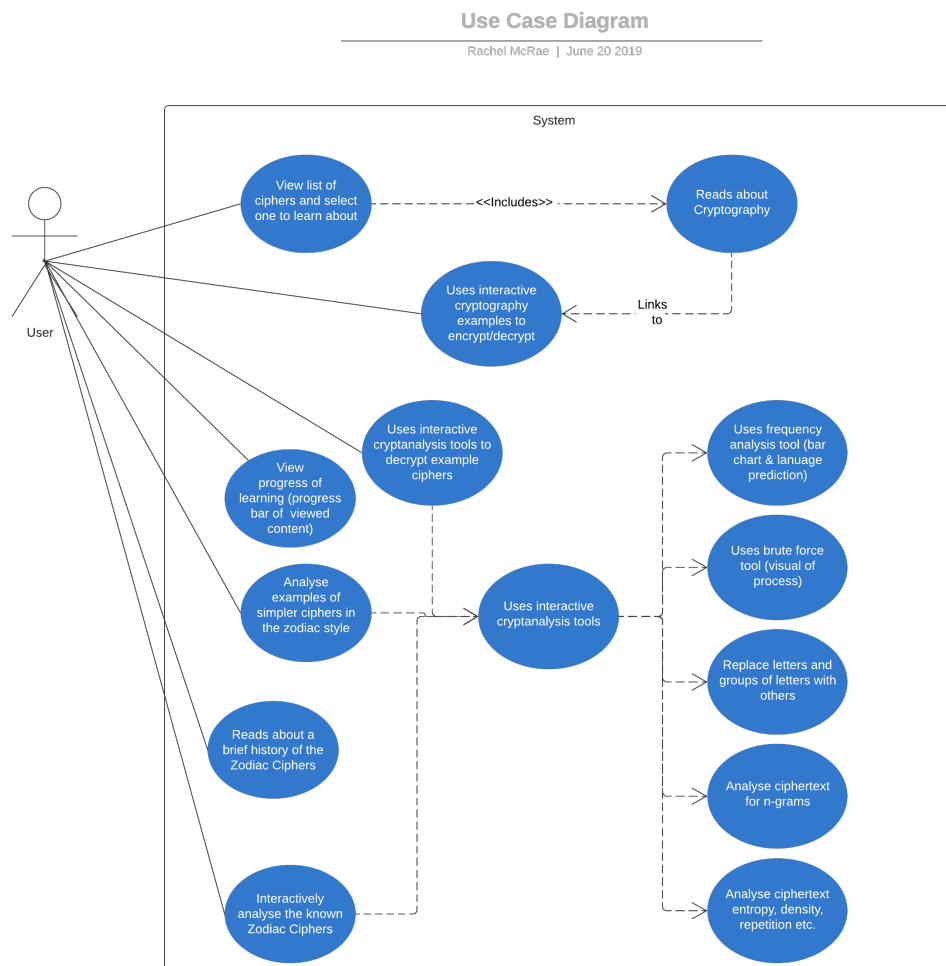 Use Case Diagram
Rachel McRae | June 20 2019
System
View list of
ciphers and select
one to learn about
<<Includes>>
Reads about
Cryptography
User
Uses interactive
cryptography
examples to
encrypt/decrypt
Links
to
Uses interactive
cryptanalysis tools to
decrypt example
ciphers
Uses frequency
analysis tool (bar
chart & lanuage
prediction)
View
progress of
learning (progress
bar of viewed
content)
Uses brute force
tool (visual of
process)
Analyse
examples of
simpler ciphers in
the zodiac style
Uses interactive
cryptanalysis tools
Replace letters and
groups of letters with
others
Reads about a
brief history of the
Zodiac Ciphers
Analyse ciphertext
for n-grams
Interactively
analyse the known
Zodiac Ciphers
Analyse ciphertext
entropy, density,
repetition etc.